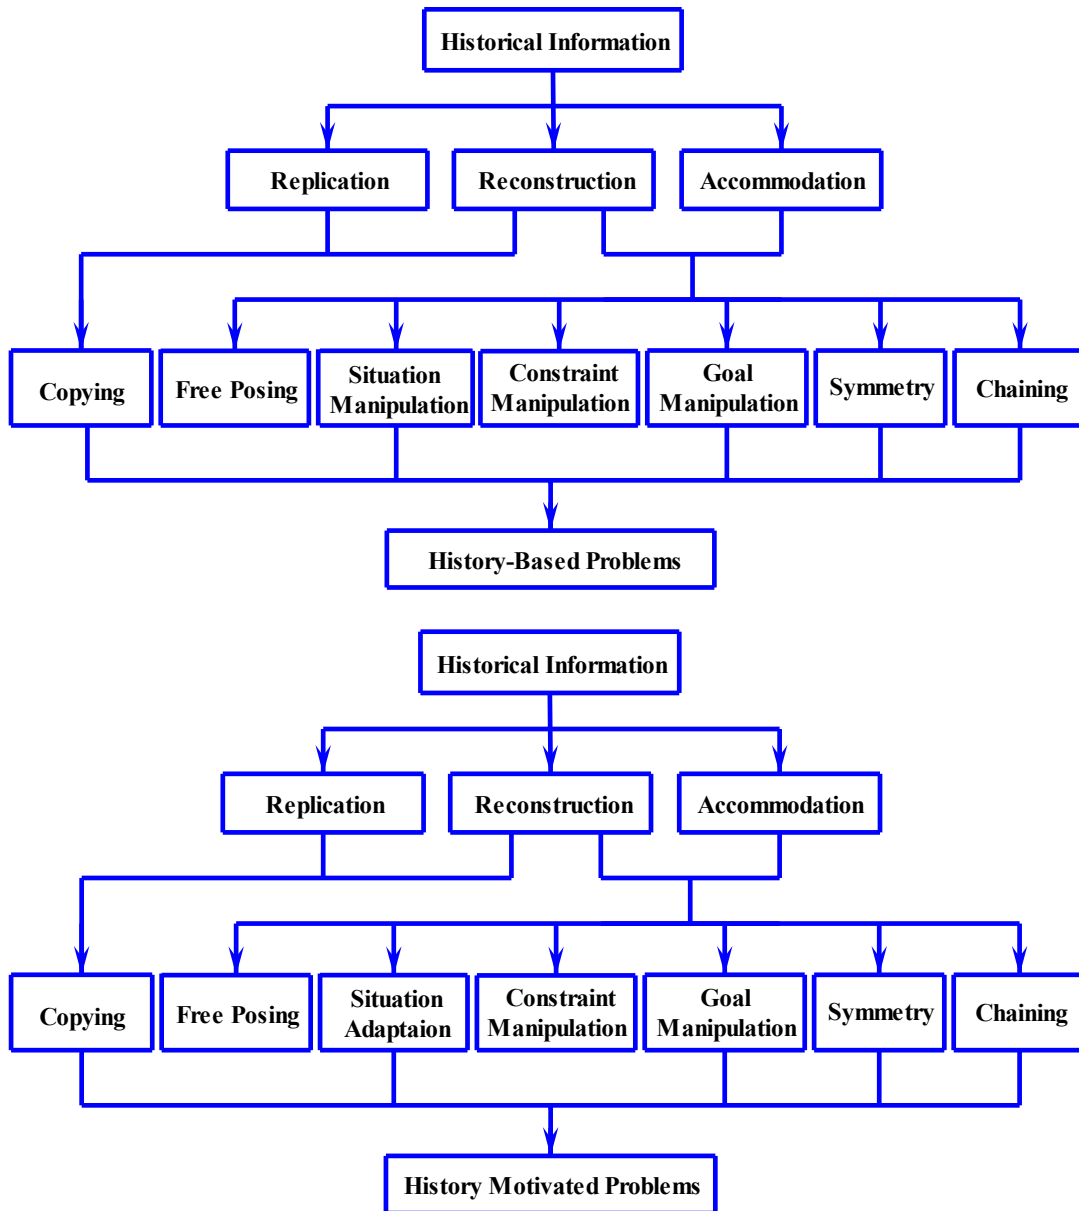 Historical Information
Replication
Reconstruction
Accommodation
Copying
Free Posing
Situation
Manipulation
Constraint
Manipulation
Goal
Manipulation
Symmetry
Chaining
History-Based Problems
Historical Information
Replication
Reconstruction
Accommodation
Copying
Free Posing
Situation
Adaptaion
Constraint
Manipulation
Goal
Manipulation
Symmetry
Chaining
History Motivated Problems